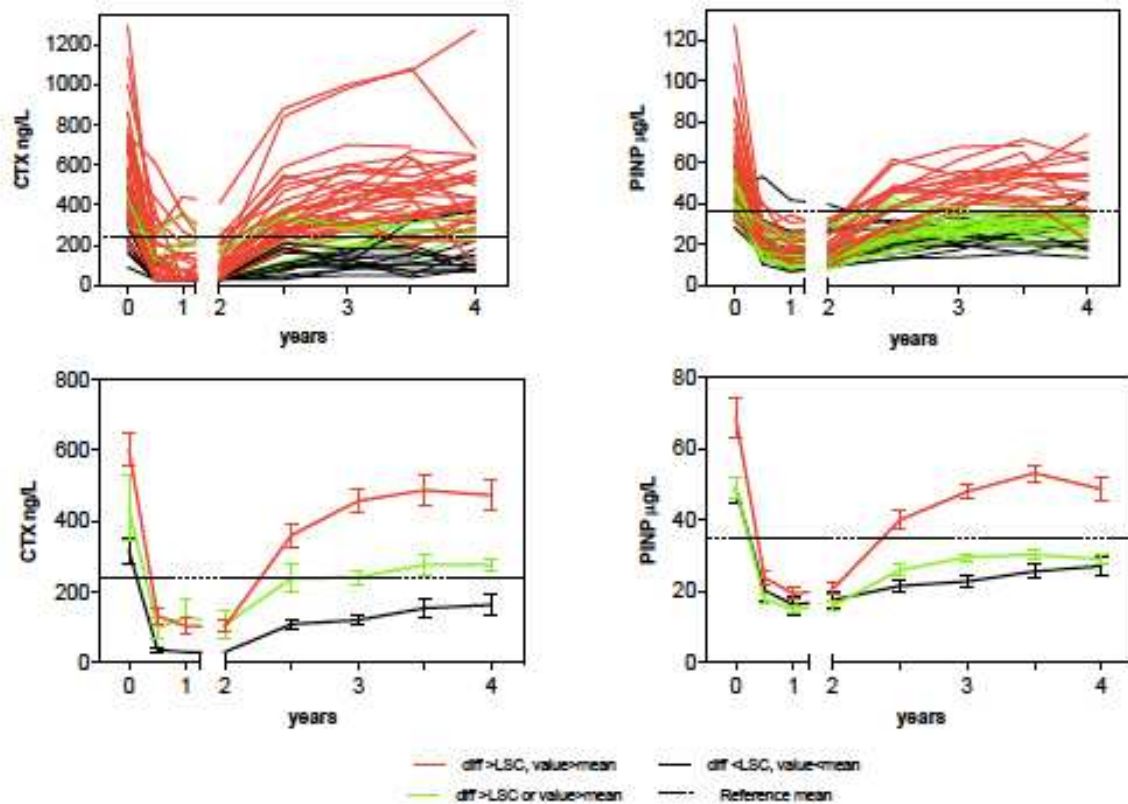 CTX ng/L
1200
1000
800
600
400
200
0
0 1 2 3 4
years
PINP µg/L
120
100
80
60
40
20
0
0 1 2 3 4
years
CTX ng/L
800
600
400
200
0
0 1 2 3 4
years
PINP µg/L
80
60
40
20
0
0 1 2 3 4
years
diff >LSC, value>mean diff <LSC, value<mean
diff >LSC or value>mean Reference mean